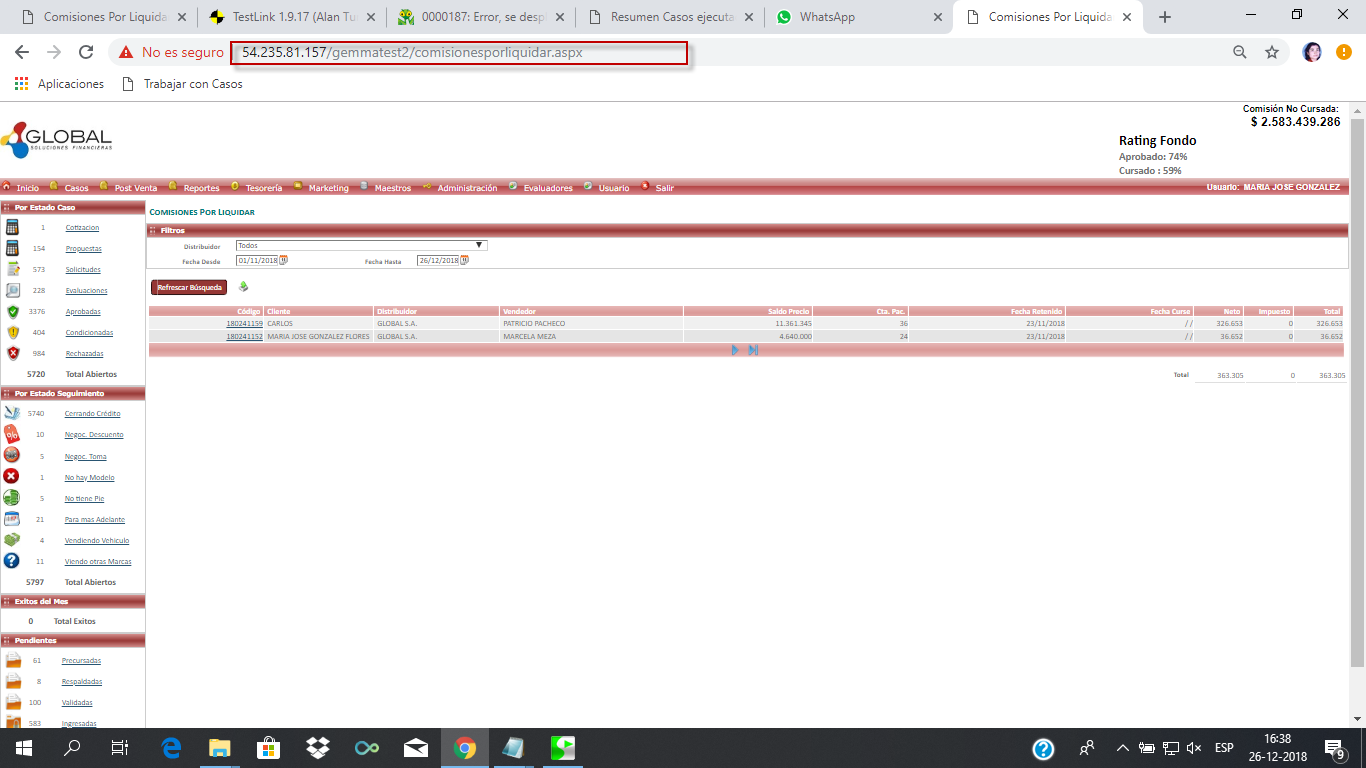 Comisiones Por Liquida
TestLink 1.9.17 (Alan Tu
0000187: Error, se desp
Resumen Casos ejecuta
WhatsApp
Comisiones Por Liquida
No es seguro
54.235.81.157/gemmatest2/comisionesporliquidar.aspx
Aplicaciones
Trabajar con Casos
Comisión No Cursada:
$ 2.583.439.286
GLOBAL
SOLUCIONES FINANCIERAS
Rating Fondo
Aprobado: 74%
Cursado : 59%
Inicio Casos Post Venta Reportes Tesorería Marketing Maestros Administración Evaluadores Usuario Salir Usuario: MARIA JOSE GONZALEZ
Por Estado Caso
1 Cotizacion
154 Propuestas
573 Solicitudes
228 Evaluaciones
3376 Aprobadas
404 Condicionadas
984 Rechazadas
5720 Total Abiertos
Por Estado Seguimiento
5740 Cerrando Crédito
10 Negoc. Descuento
5 Negoc. Toma
1 No hay Modelo
5 No tiene Pie
21 Para mas Adelante
4 Vendiendo Vehiculo
11 Viendo otras Marcas
5797 Total Abiertos
Exitos del Mes
0 Total Exitos
Pendientes
61 Precursadas
8 Respaldadas
100 Validadas
583 Ingresadas
Comisiones Por Liquidar
Filtros
Distribuidor Todos
Fecha Desde 01/11/2018 Fecha Hasta 26/12/2018
Refrescar Búsqueda
Código Cliente Distribuidor Vendedor Saldo Precio Cta. Pac. Fecha Retenido Fecha Curse Neto Impuesto Total
180241159 CARLOS GLOBAL S.A. PATRICIO PACHECO 11.361.345 36 23/11/2018 / / 326.653 0 326.653
180241152 MARIA JOSE GONZALEZ FLORES GLOBAL S.A. MARCELA MEZA 4.640.000 24 23/11/2018 / / 36.652 0 36.652
Total 363.305 0 363.305
ESP
16:38
26-12-2018
9